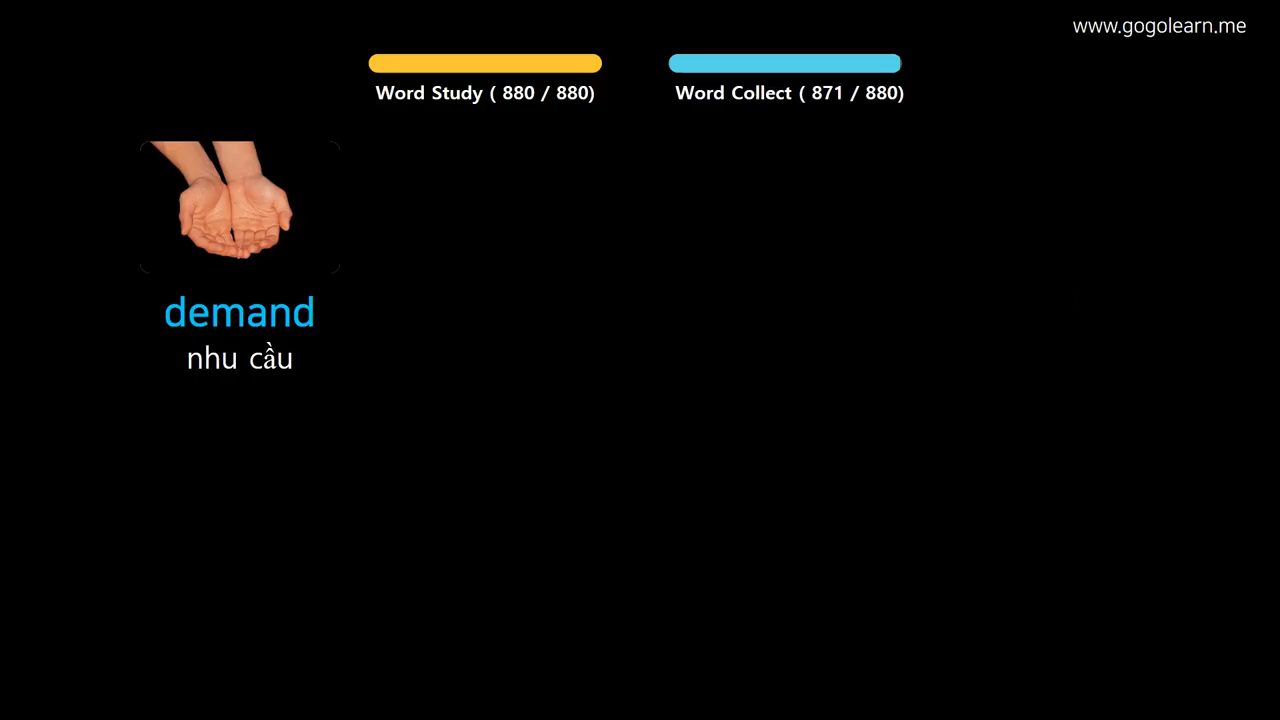 www.gogolearn.me
Word Study ( 880 / 880)
Word Collect ( 871 / 880)
demand
nhu cầu